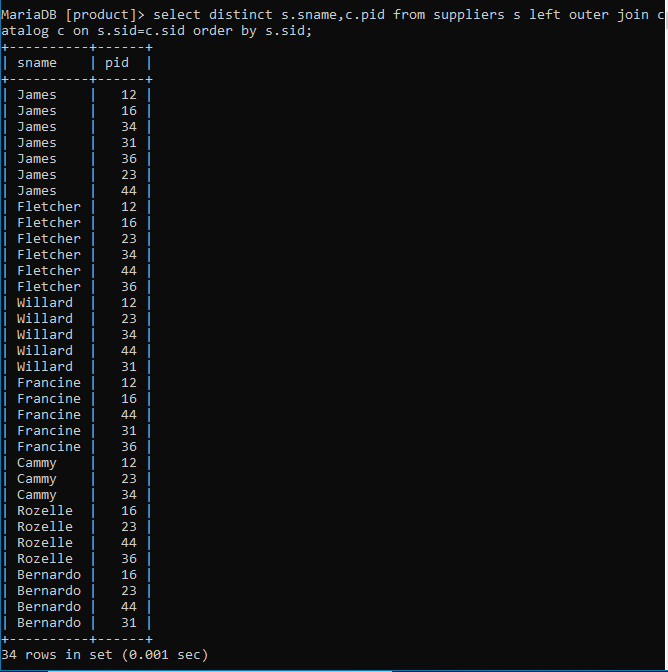 MariaDB [product]> select distinct s.sname,c.pid from suppliers s left outer join c
atalog c on s.sid=c.sid order by s.sid;
+----------+------+
| sname    | pid  |
+----------+------+
| James    |   12 |
| James    |   16 |
| James    |   34 |
| James    |   31 |
| James    |   36 |
| James    |   23 |
| James    |   44 |
| Fletcher |   12 |
| Fletcher |   16 |
| Fletcher |   23 |
| Fletcher |   34 |
| Fletcher |   44 |
| Fletcher |   36 |
| Willard  |   12 |
| Willard  |   23 |
| Willard  |   34 |
| Willard  |   44 |
| Willard  |   31 |
| Francine |   12 |
| Francine |   16 |
| Francine |   44 |
| Francine |   31 |
| Francine |   36 |
| Cammy    |   12 |
| Cammy    |   23 |
| Cammy    |   34 |
| Rozelle  |   16 |
| Rozelle  |   23 |
| Rozelle  |   44 |
| Rozelle  |   36 |
| Bernardo |   16 |
| Bernardo |   23 |
| Bernardo |   44 |
| Bernardo |   31 |
+----------+------+
34 rows in set (0.001 sec)